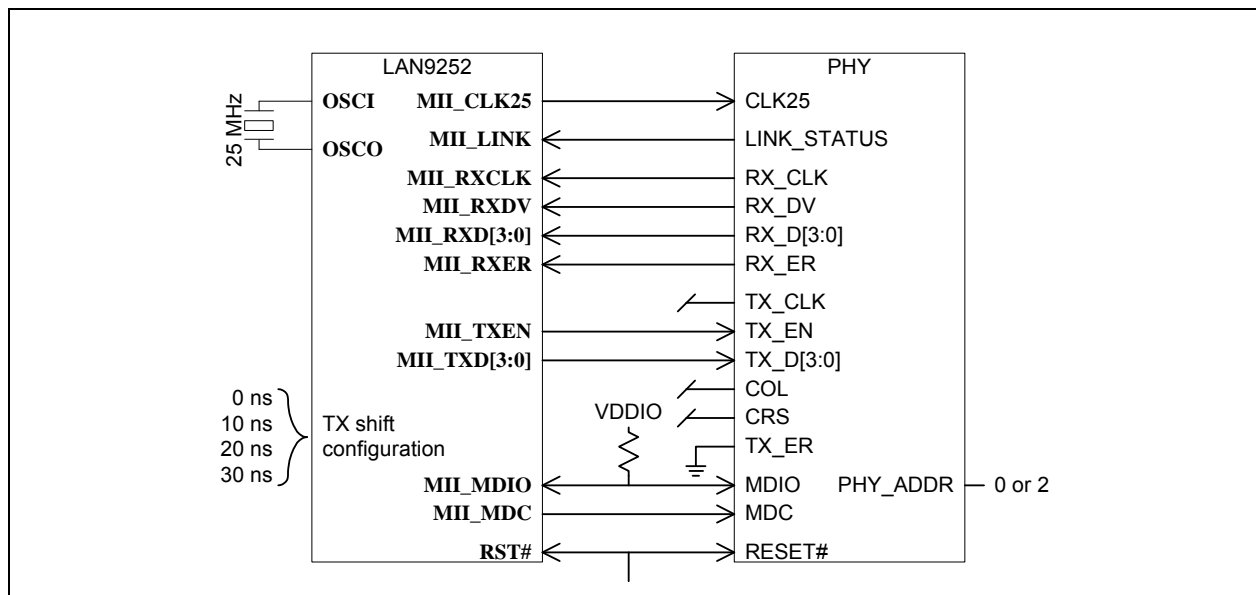 LAN9252 PHY
OSCI MII_CLK25 CLK25
25 MHz
OSCO MII_LINK LINK_STATUS
MII_RXCLK RX_CLK
MII_RXDV RX_DV
MII_RXD[3:0] RX_D[3:0]
MII_RXER RX_ER
TX_CLK
MII_TXEN TX_EN
MII_TXD[3:0] TX_D[3:0]
COL
0 ns
10 ns
20 ns
30 ns
TX shift
configuration
VDDIO
CRS
TX_ER
MII_MDIO MDIO PHY_ADDR 0 or 2
MII_MDC MDC
RST# RESET#